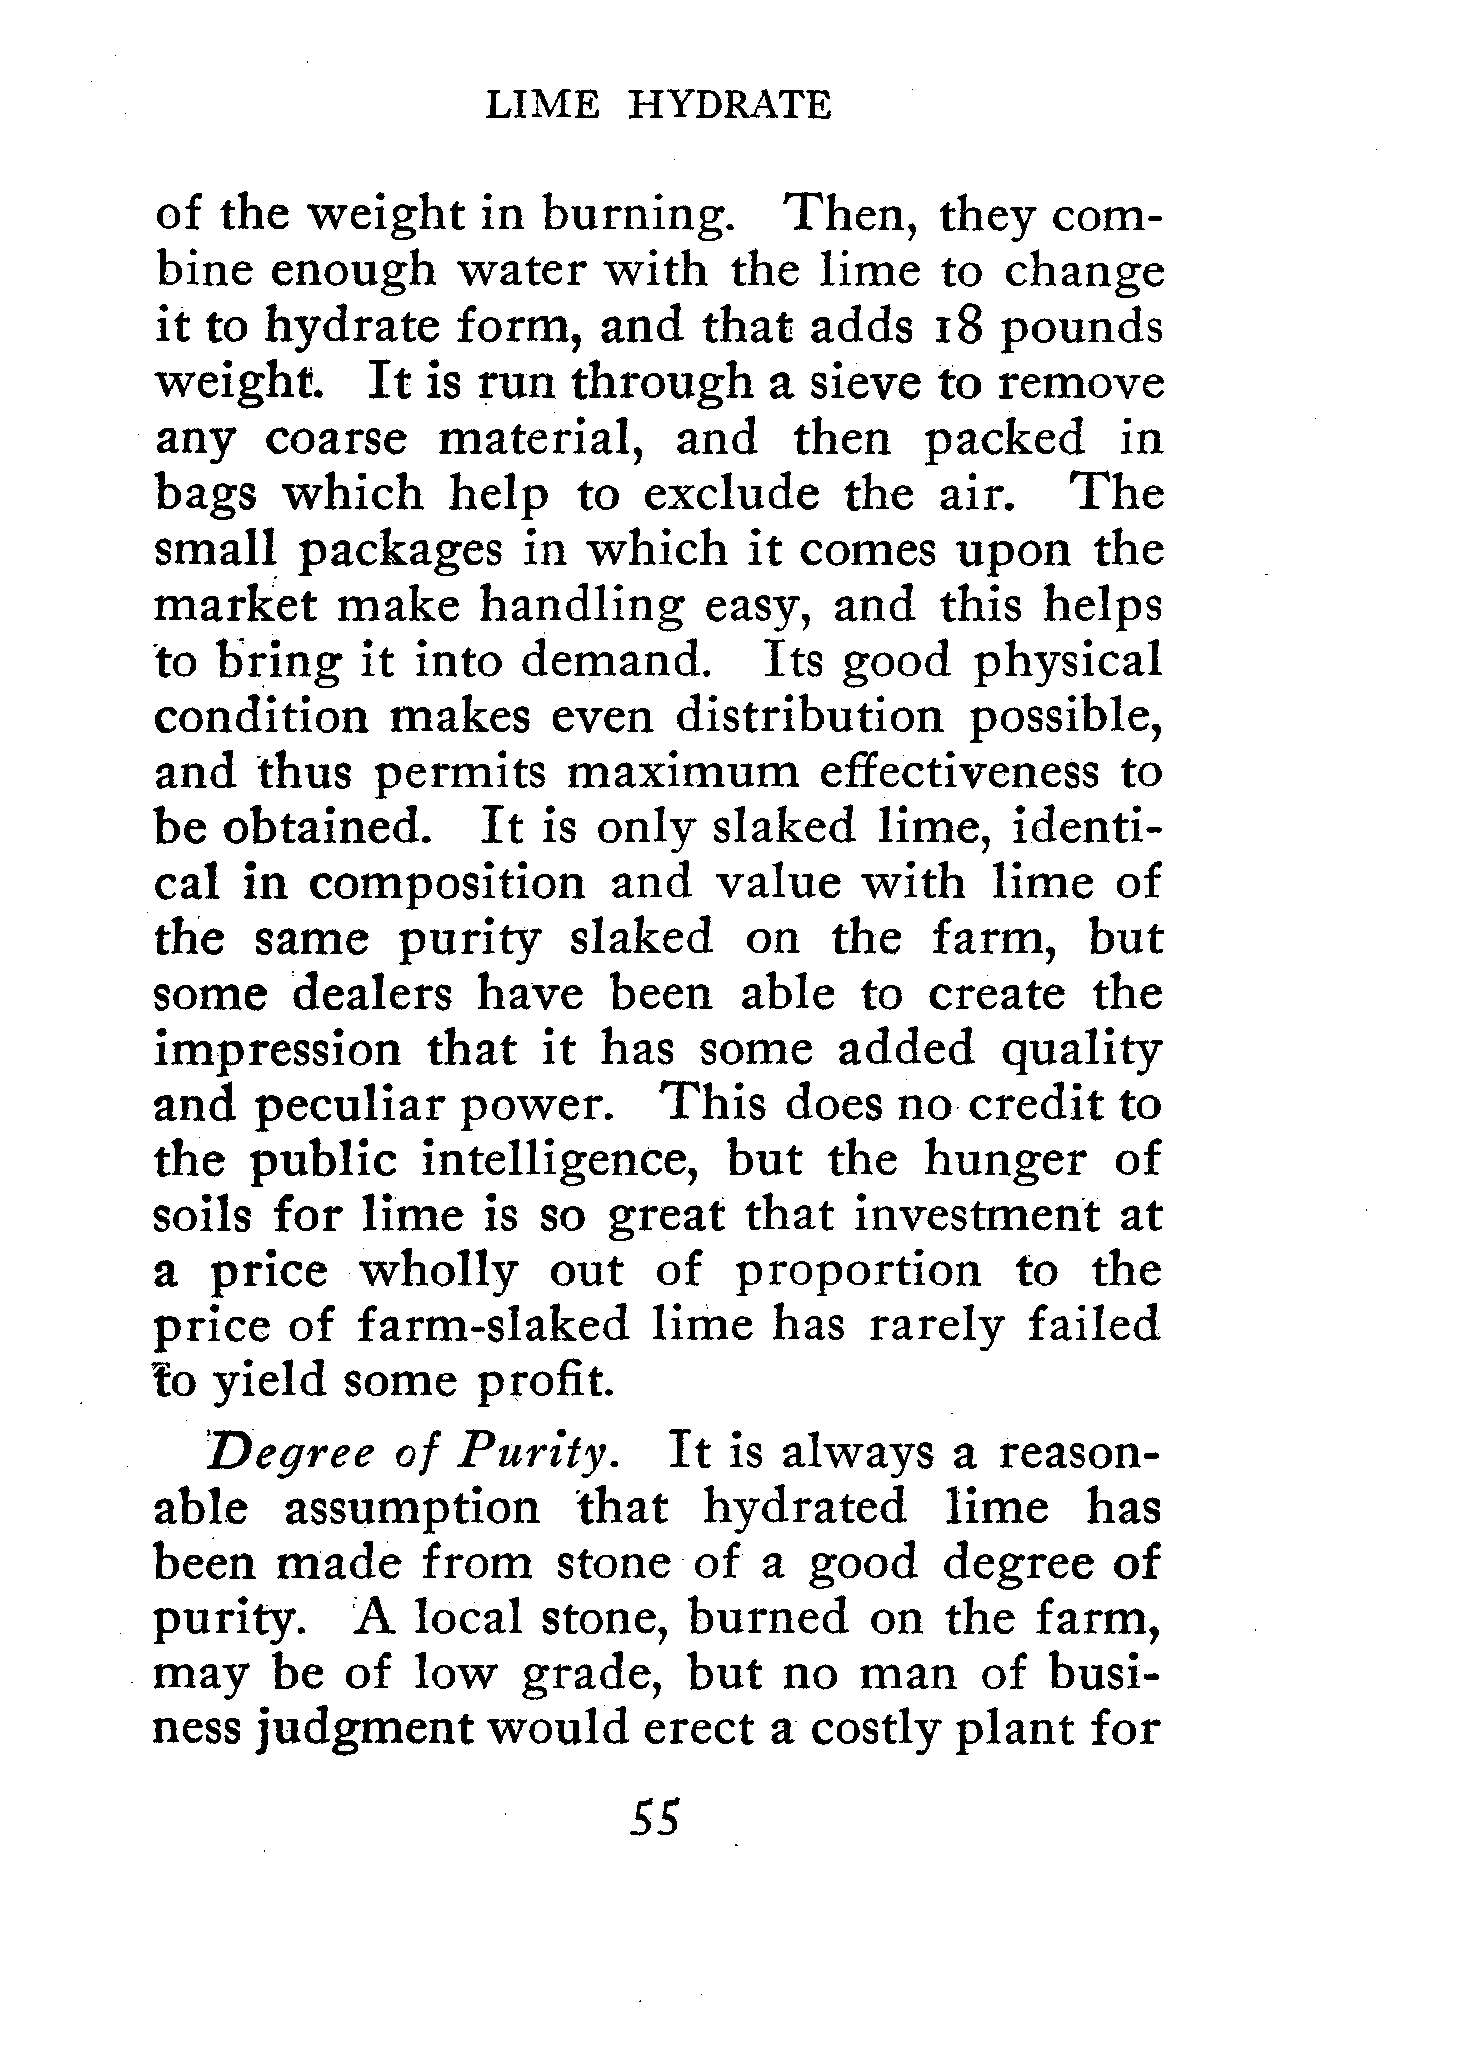 LIME HYDRATE
of the weight in burning. Then, they com-
bine enough water with the lime to change
it to hydrate form, and that adds 18 pounds
weight. It is run through a sieve to remove
any coarse material, and then packed in
bags which help to exclude the air. The
small packages in which it comes upon the
market make handling easy, and this helps
to bring it into demand. Its good physical
condition makes even distribution possible,
and thus permits maximum effectiveness to
be obtained. It is only slaked lime, identi-
cal in composition and value with lime of
the same purity slaked on the farm, but
some dealers have been able to create the
impression that it has some added quality
and peculiar power. This does no credit to
the public intelligence, but the hunger of
soils for lime is so great that investment at
a price wholly out of proportion to the
price of farm-slaked lime has rarely failed
to yield some profit.
Degree of Purity. It is always a reason-
able assumption that hydrated lime has
been made from stone of a good degree of
purity. A local stone, burned on the farm,
may be of low grade, but no man of busi-
ness judgment would erect a costly plant for
55